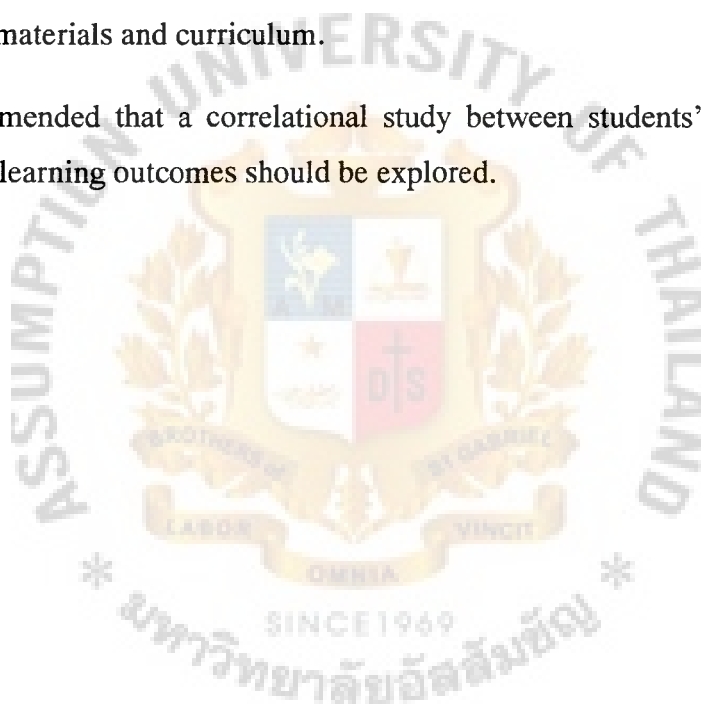 materials and curriculum.
mended that a correlational study between students'
learning outcomes should be explored.
ASSUMPTION UNIVERSITY OF THAILAND
A M
D S
BROTHERS of
ST GABRIEL
LABOR
VINCIT
OMNIA
* SINCE1969 *
มหาวิทยาลัยอัสสัมชัญ